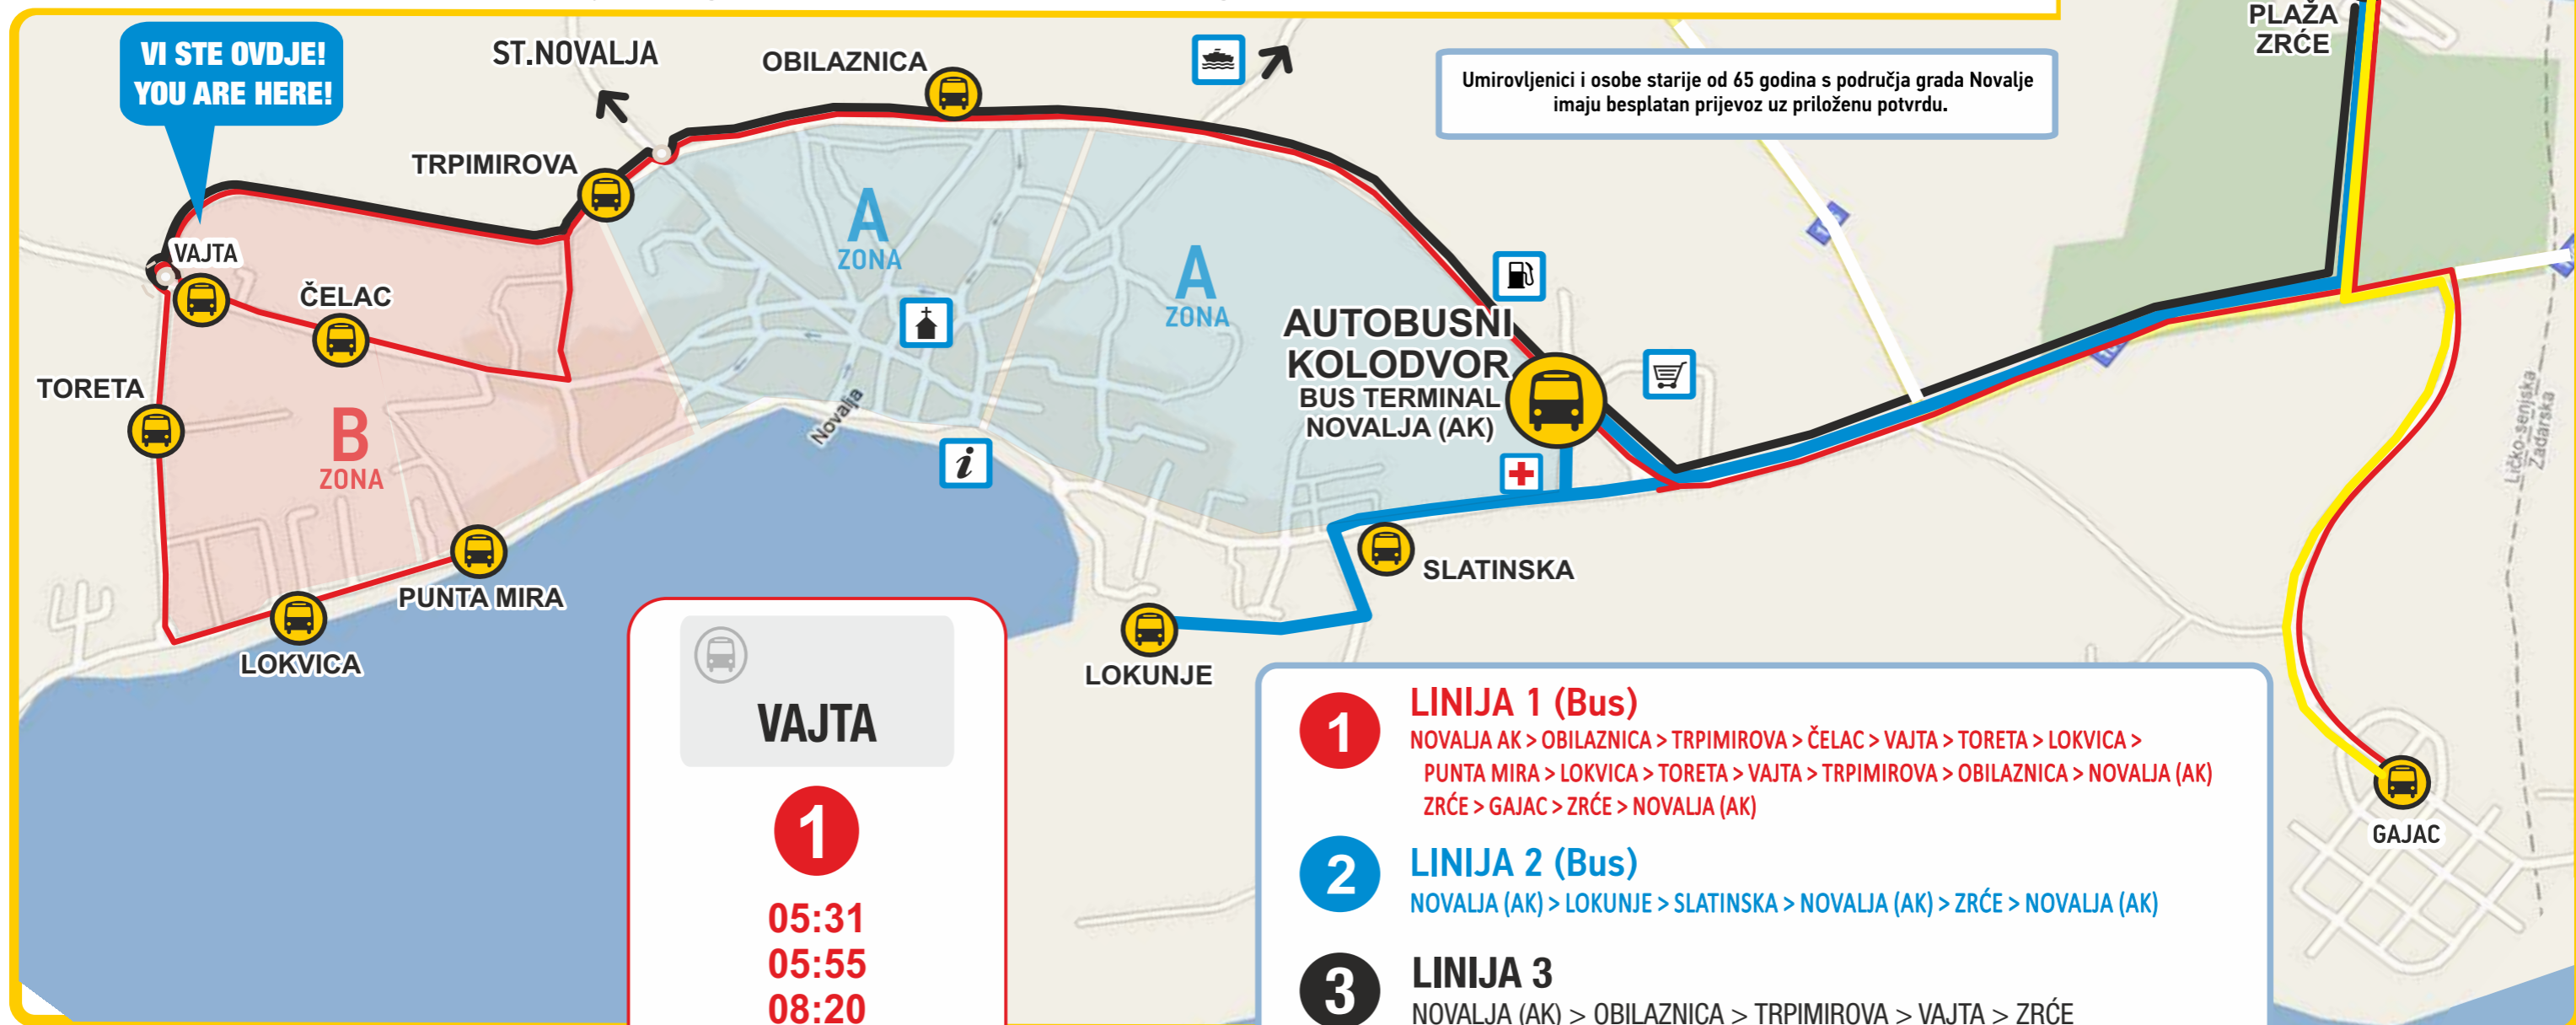 VI STE OVDJE!
YOU ARE HERE!
ST.NOVALJA
OBILAZNICA
PLAŽA
ZRĆE
Umirovljenici i osobe starije od 65 godina s područja grada Novalje
imaju besplatan prijevoz uz priloženu potvrdu.
TRPIMIROVA
A
ZONA
VAJTA
A
ZONA
ČELAC
AUTOBUSNI
KOLODVOR
BUS TERMINAL
NOVALJA (AK)
TORETA
B
ZONA
Novalja
i
Ličko-senjska
Zadarska
SLATINSKA
PUNTA MIRA
LOKVICA
LOKUNJE
GAJAC
VAJTA
1
05:31
05:55
08:20
1
LINIJA 1 (Bus)
NOVALJA AK > OBILAZNICA > TRPIMIROVA > ČELAC > VAJTA > TORETA > LOKVICA >
PUNTA MIRA > LOKVICA > TORETA > VAJTA > TRPIMIROVA > OBILAZNICA > NOVALJA (AK)
ZRĆE > GAJAC > ZRĆE > NOVALJA (AK)
2
LINIJA 2 (Bus)
NOVALJA (AK) > LOKUNJE > SLATINSKA > NOVALJA (AK) > ZRĆE > NOVALJA (AK)
3
LINIJA 3
NOVALJA (AK) > OBILAZNICA > TRPIMIROVA > VAJTA > ZRĆE